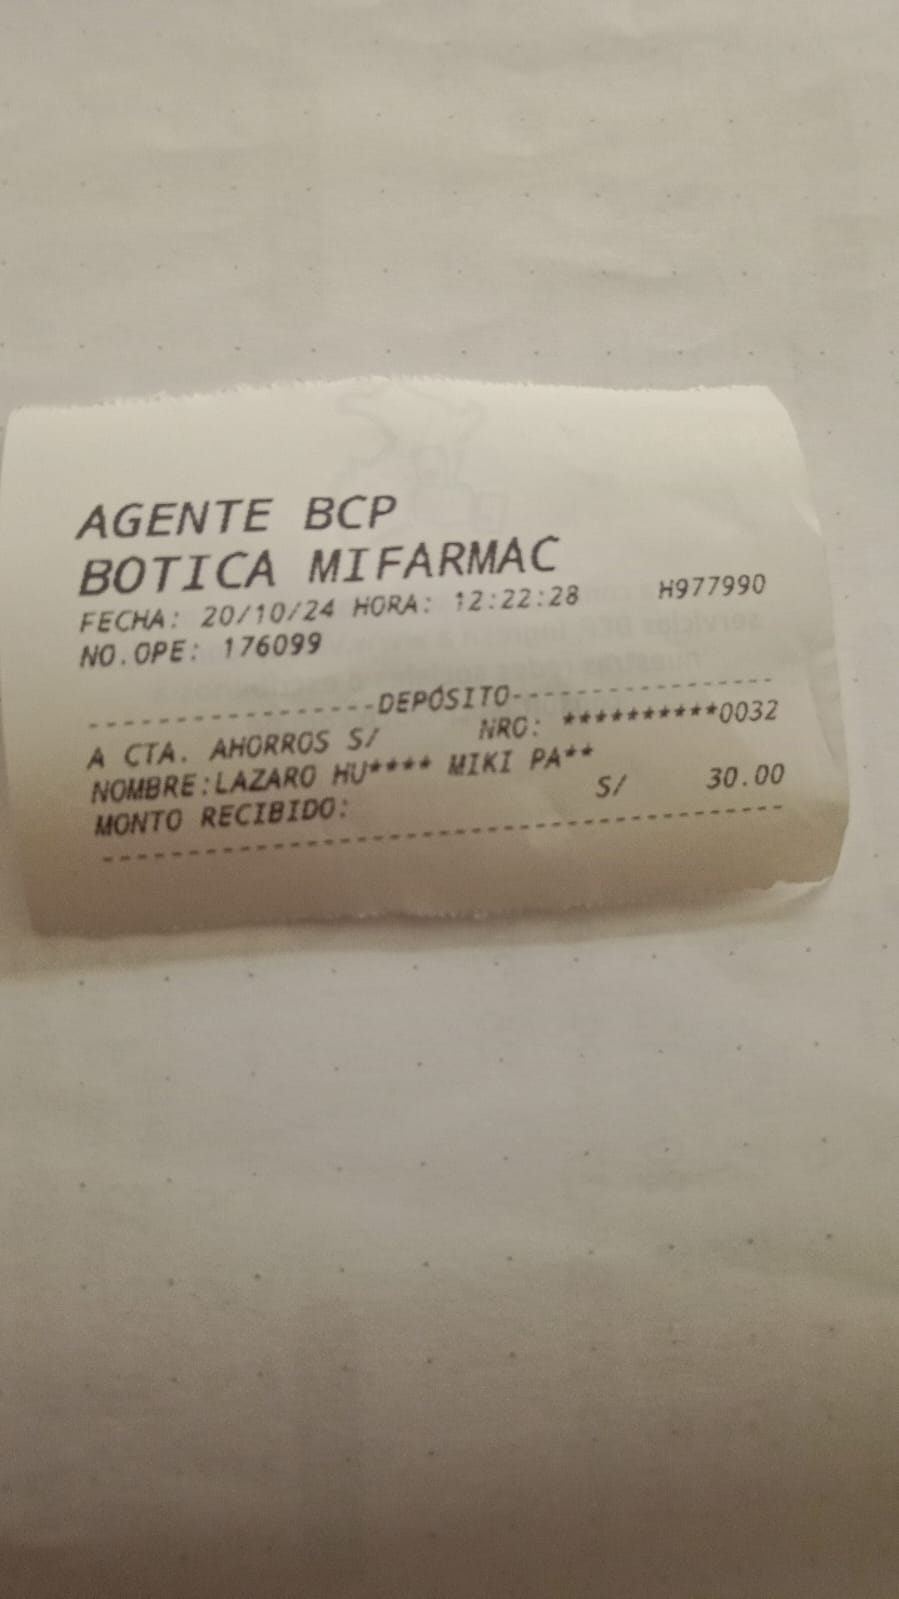 AGENTE BCP
BOTICA MIFARMAC
FECHA: 20/10/24 HORA: 12:22:28 H977990
NO.OPE: 176099
-----------------DEPÓSITO----------------
A CTA. AHORROS S/ NRO: **********0032
NOMBRE:LAZARO HU**** MIKI PA**
MONTO RECIBIDO: S/ 30.00
-----------------------------------------